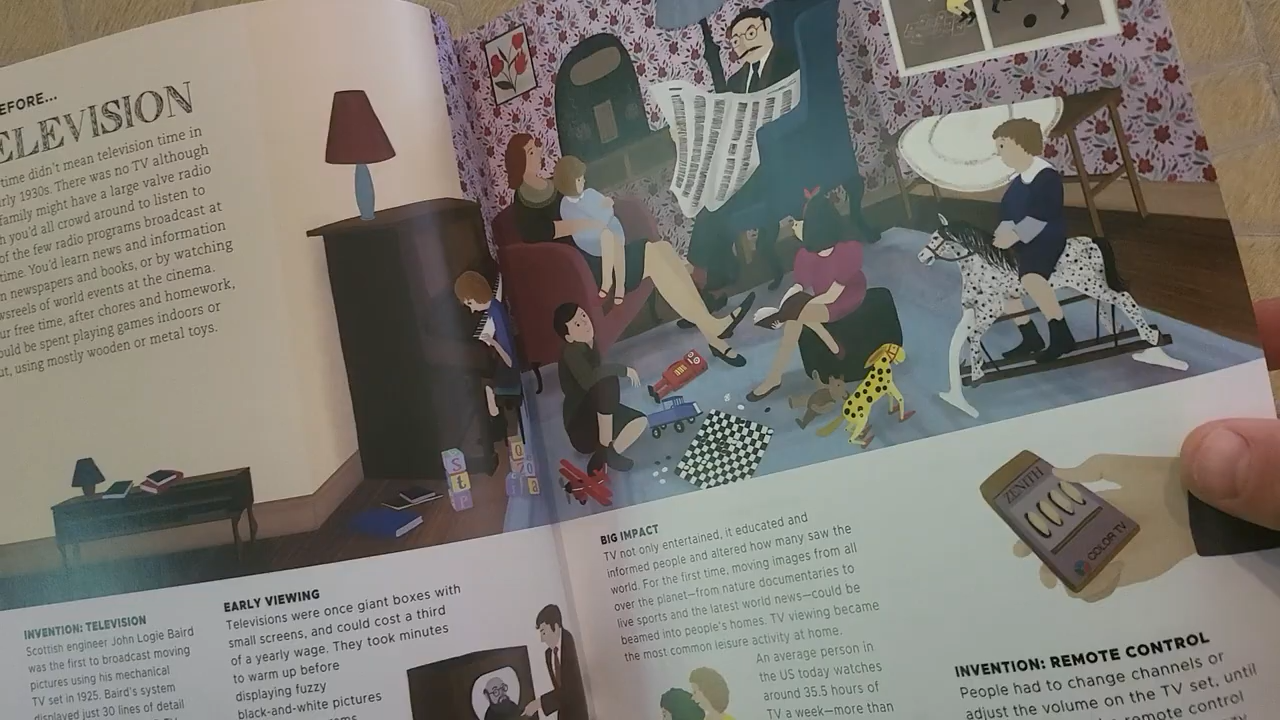 EFORE...
ELEVISION
time didn't mean television time in
rly 1930s. There was no TV although
family might have a large valve radio
h you'd all crowd around to listen to
of the few radio programs broadcast at
time. You'd learn news and information
n newspapers and books, or by watching
wsreels of world events at the cinema.
ur free time, after chores and homework,
ould be spent playing games indoors or
ut, using mostly wooden or metal toys.
INVENTION: TELEVISION
Scottish engineer John Logie Baird
was the first to broadcast moving
pictures using his mechanical
TV set in 1925. Baird's system
displayed just 30 lines of detail
EARLY VIEWING
Televisions were once giant boxes with
small screens, and could cost a third
of a yearly wage. They took minutes
to warm up before
displaying fuzzy
black-and-white pictures
BIG IMPACT
TV not only entertained, it educated and
informed people and altered how many saw the
world. For the first time, moving images from all
over the planet—from nature documentaries to
live sports and the latest world news—could be
beamed into people's homes. TV viewing became
the most common leisure activity at home.
An average person in
the US today watches
around 35.5 hours of
TV a week—more than
ZENITH
COLOR TV
INVENTION: REMOTE CONTROL
People had to change channels or
adjust the volume on the TV set, until
remote control